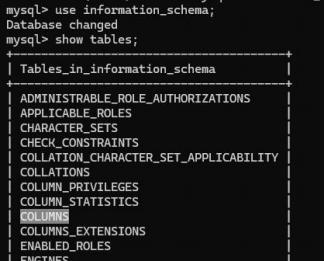 mysql> use information_schema;
Database changed
mysql> show tables;
+---------------------------------------+
| Tables_in_information_schema          |
+---------------------------------------+
| ADMINISTRABLE_ROLE_AUTHORIZATIONS     |
| APPLICABLE_ROLES                      |
| CHARACTER_SETS                        |
| CHECK_CONSTRAINTS                     |
| COLLATION_CHARACTER_SET_APPLICABILITY |
| COLLATIONS                            |
| COLUMN_PRIVILEGES                     |
| COLUMN_STATISTICS                     |
| COLUMNS                               |
| COLUMNS_EXTENSIONS                    |
| ENABLED_ROLES                         |
| ENGINES                               |